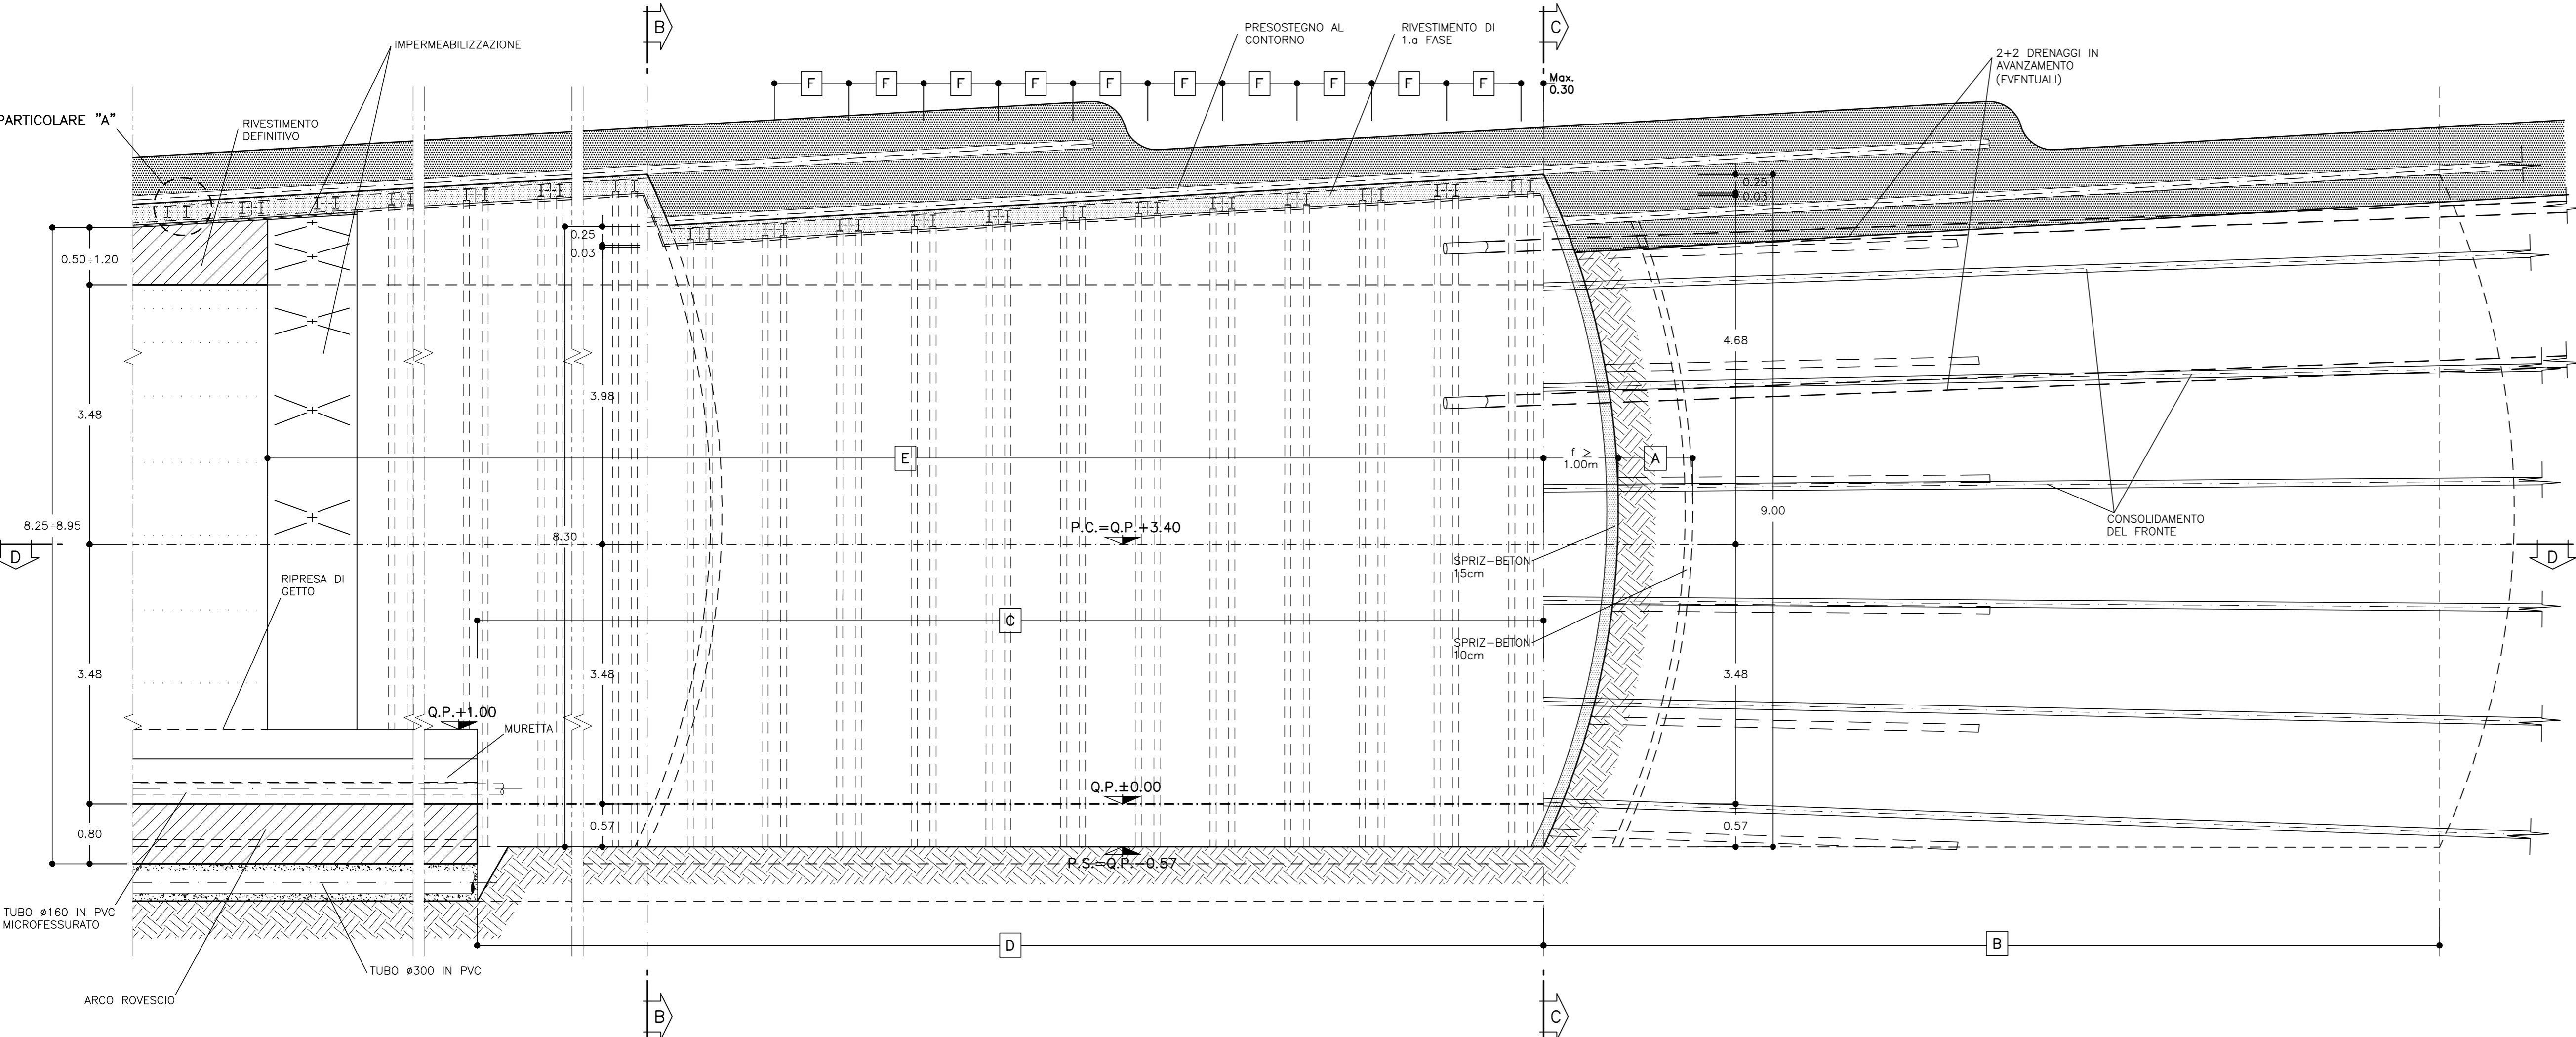 B
C
PRESOSTEGNO AL
CONTORNO
RIVESTIMENTO DI
1.a FASE
IMPERMEABILIZZAZIONE
2+2 DRENAGGI IN
AVANZAMENTO
(EVENTUALI)
F F F F F F F F F F
Max.
0.30
PARTICOLARE "A"
RIVESTIMENTO
DEFINITIVO
0.25
0.03
0.25
0.03
0.50÷1.20
4.68
3.48
3.98
E
f ≥
1.00m
A
8.25÷8.95
8.30
9.00
P.C.=Q.P.+3.40
CONSOLIDAMENTO
DEL FRONTE
D
D
SPRIZ-BETON
15cm
RIPRESA DI
GETTO
C
SPRIZ-BETON
10cm
3.48
3.48
3.48
Q.P.+1.00
MURETTA
Q.P.±0.00
0.80
0.57
0.57
P.S.=Q.P.-0.57
TUBO ø160 IN PVC
MICROFESSURATO
D
B
TUBO ø300 IN PVC
ARCO ROVESCIO
B
C